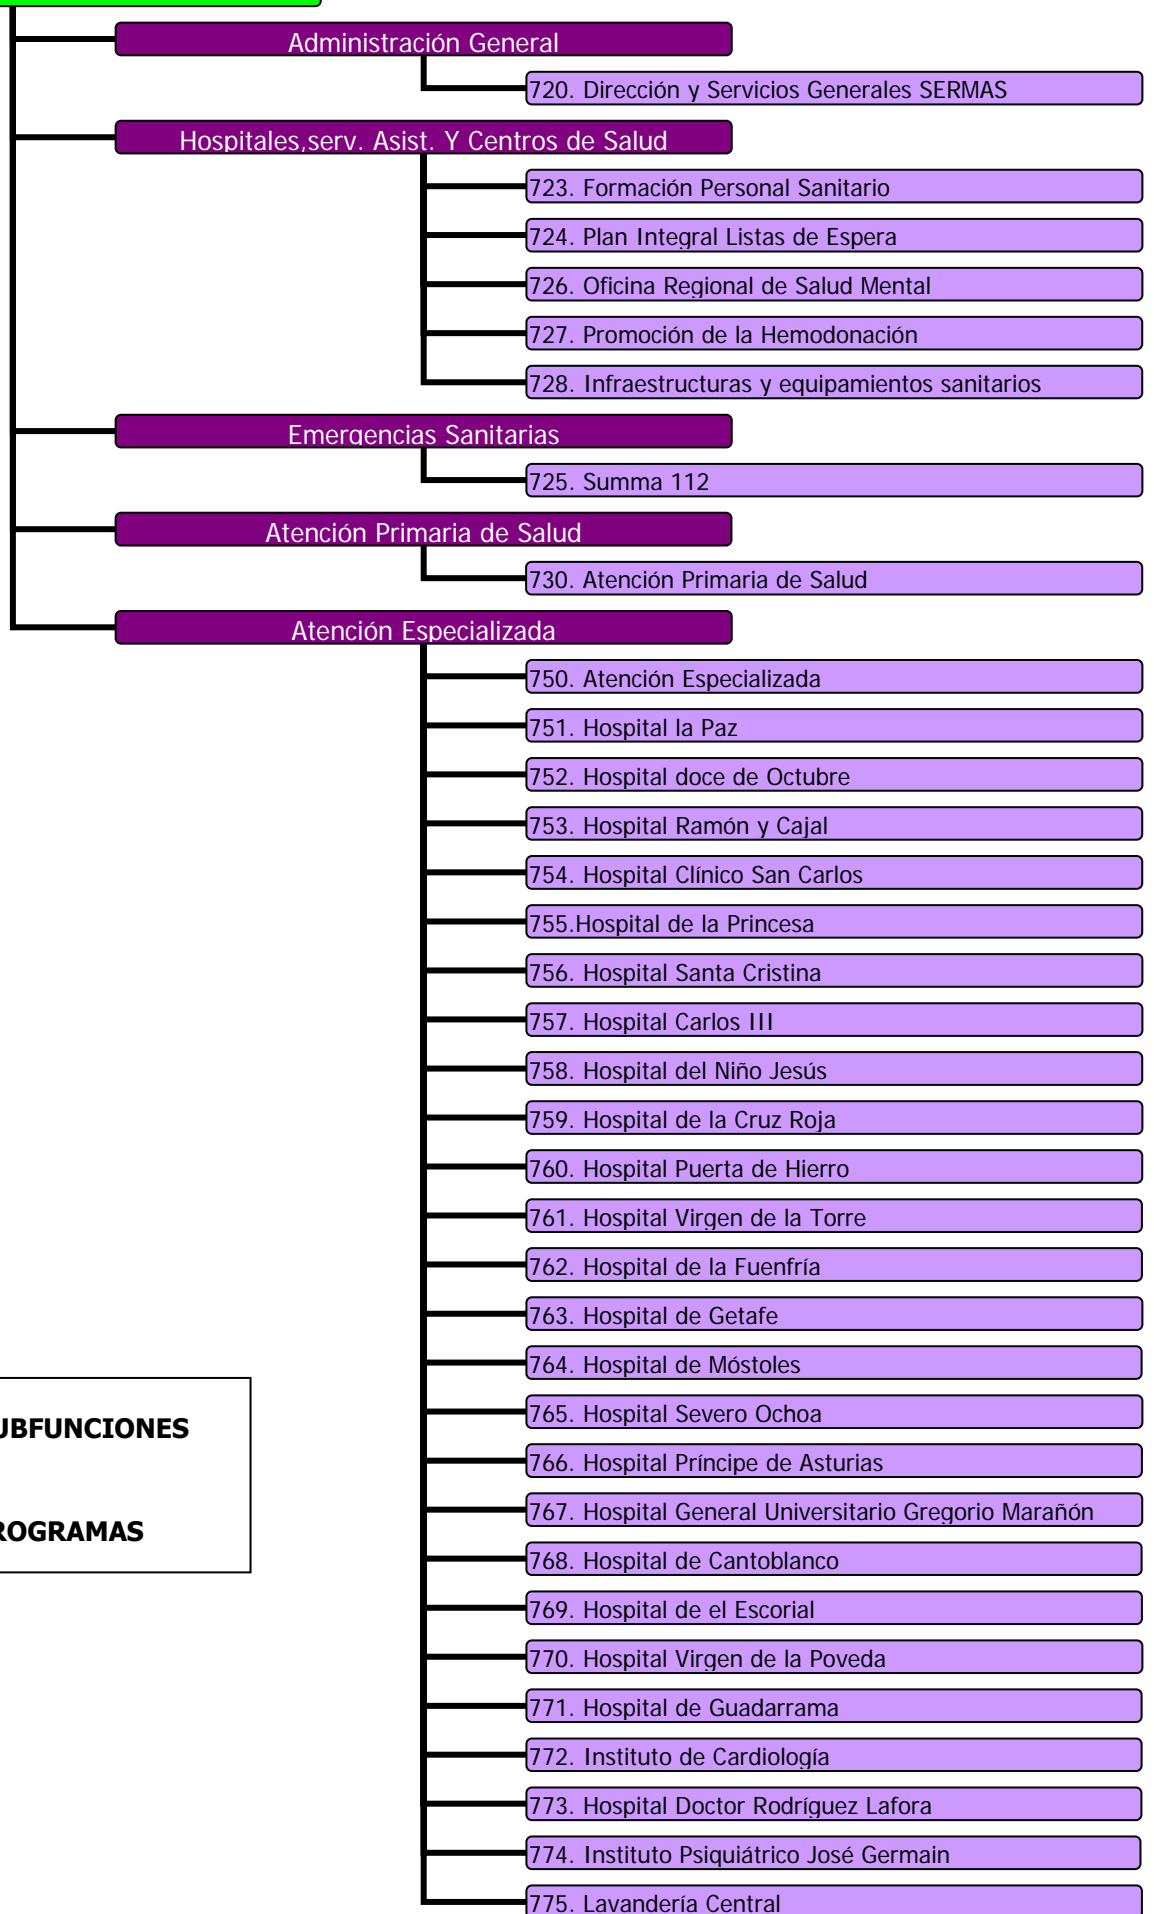 Administración General
720. Dirección y Servicios Generales SERMAS
Hospitales,serv. Asist. Y Centros de Salud
723. Formación Personal Sanitario
724. Plan Integral Listas de Espera
726. Oficina Regional de Salud Mental
727. Promoción de la Hemodonación
728. Infraestructuras y equipamientos sanitarios
Emergencias Sanitarias
725. Summa 112
Atención Primaria de Salud
730. Atención Primaria de Salud
Atención Especializada
750. Atención Especializada
751. Hospital la Paz
752. Hospital doce de Octubre
753. Hospital Ramón y Cajal
754. Hospital Clínico San Carlos
755.Hospital de la Princesa
756. Hospital Santa Cristina
757. Hospital Carlos III
758. Hospital del Niño Jesús
759. Hospital de la Cruz Roja
760. Hospital Puerta de Hierro
761. Hospital Virgen de la Torre
762. Hospital de la Fuenfría
763. Hospital de Getafe
764. Hospital de Móstoles
765. Hospital Severo Ochoa
766. Hospital Príncipe de Asturias
767. Hospital General Universitario Gregorio Marañón
768. Hospital de Cantoblanco
769. Hospital de el Escorial
770. Hospital Virgen de la Poveda
771. Hospital de Guadarrama
772. Instituto de Cardiología
773. Hospital Doctor Rodríguez Lafora
774. Instituto Psiquiátrico José Germain
775. Lavandería Central
UBFUNCIONES
ROGRAMAS